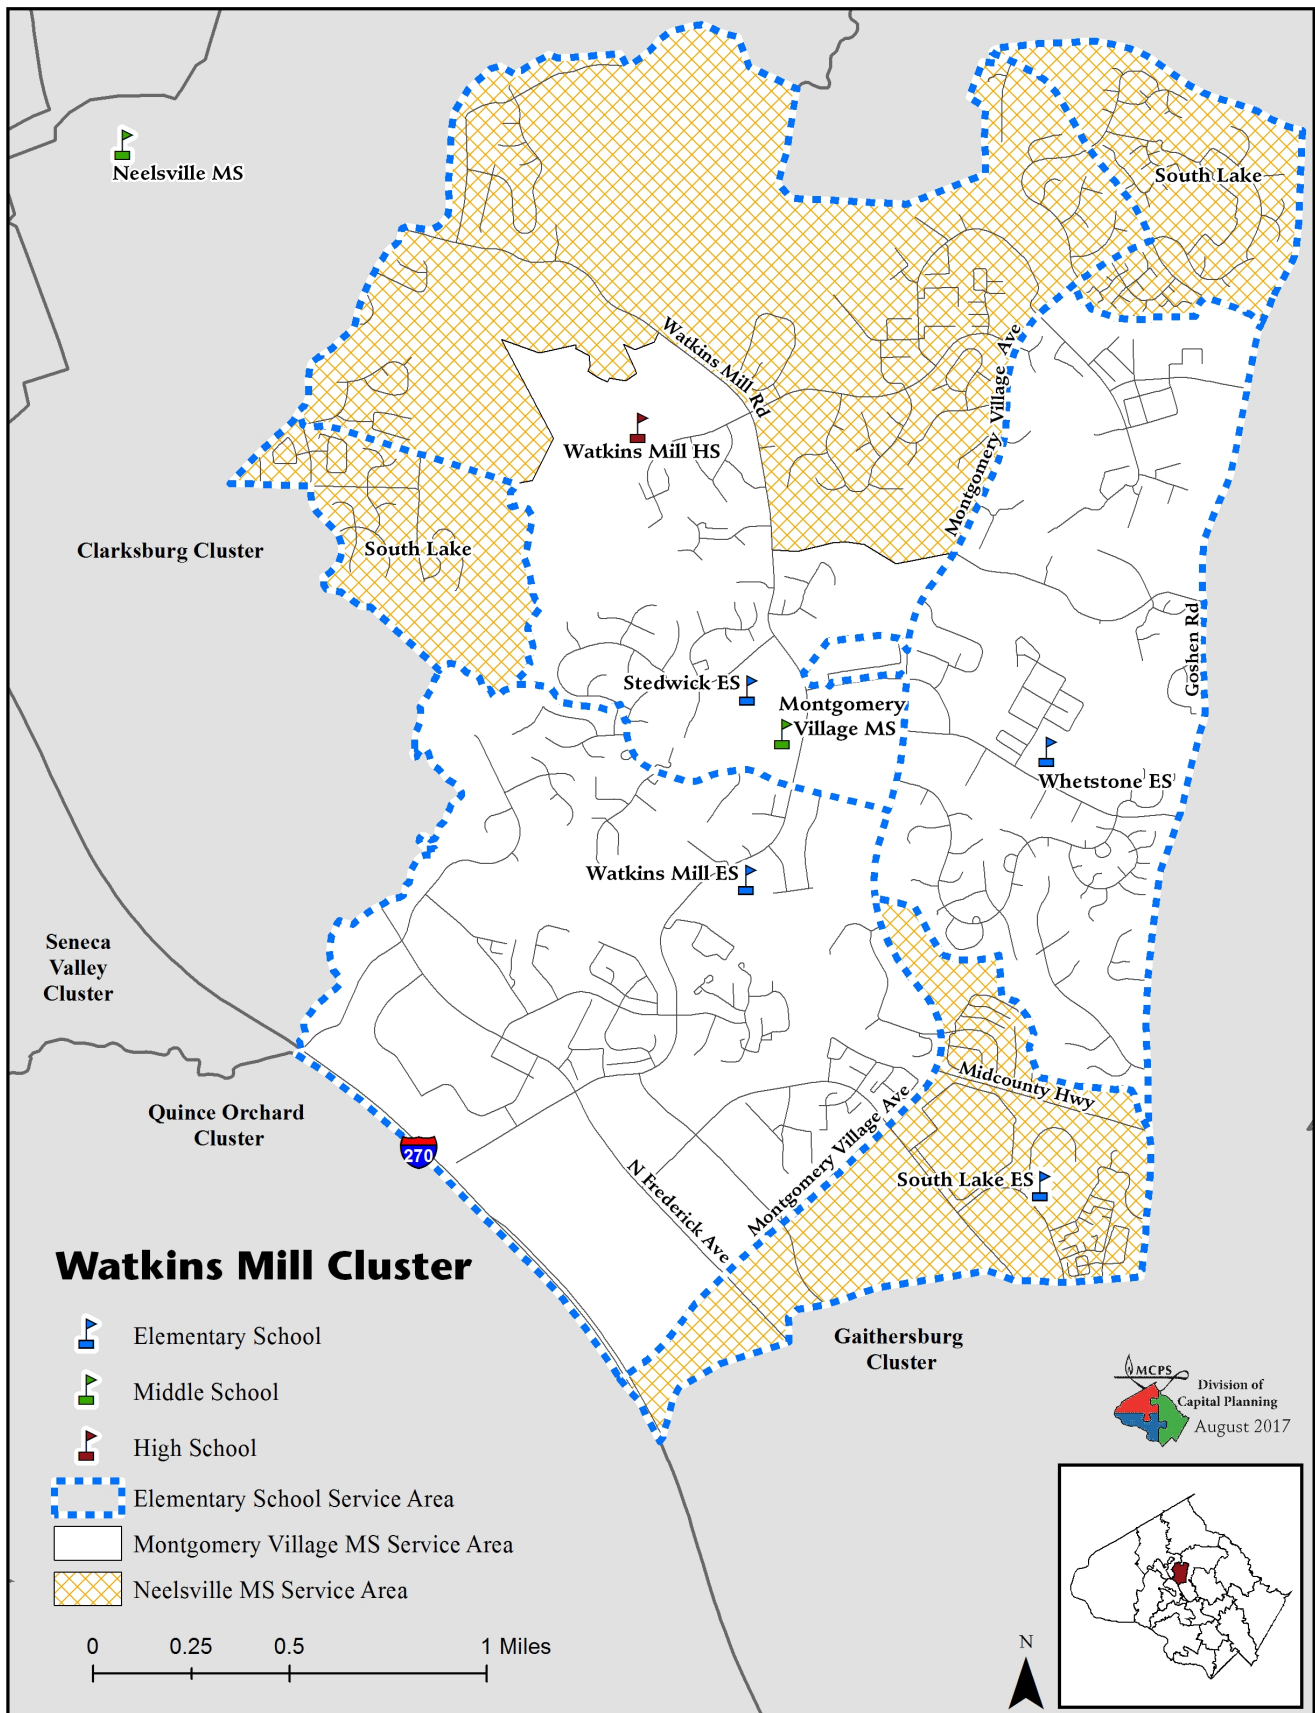 Neelsville MS
South Lake
Watkins Mill Rd
Montgomery Village Ave
Watkins Mill HS
Clarksburg Cluster
South Lake
Goshen Rd
Stedwick ES
Montgomery
Village MS
Whetstone ES
Watkins Mill ES
Seneca
Valley
Cluster
Midcounty Hwy
Quince Orchard
Cluster
270
Montgomery Village Ave
N Frederick Ave
South Lake ES
Gaithersburg
Cluster
Watkins Mill Cluster
Elementary School
Middle School
High School
Elementary School Service Area
Montgomery Village MS Service Area
Neelsville MS Service Area
0 0.25 0.5 1 Miles
MCPS
Division of
Capital Planning
August 2017
N